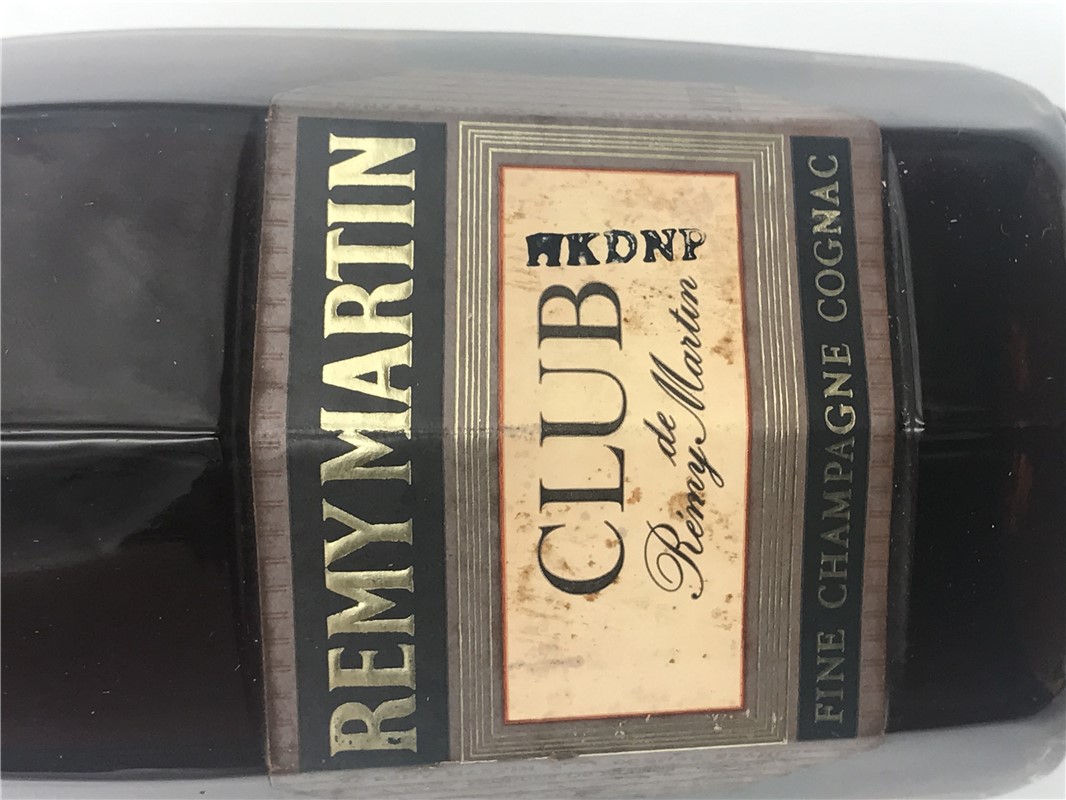 REMY MARTIN
HKDNP
CLUB
de
Rémy Martin
FINE CHAMPAGNE COGNAC